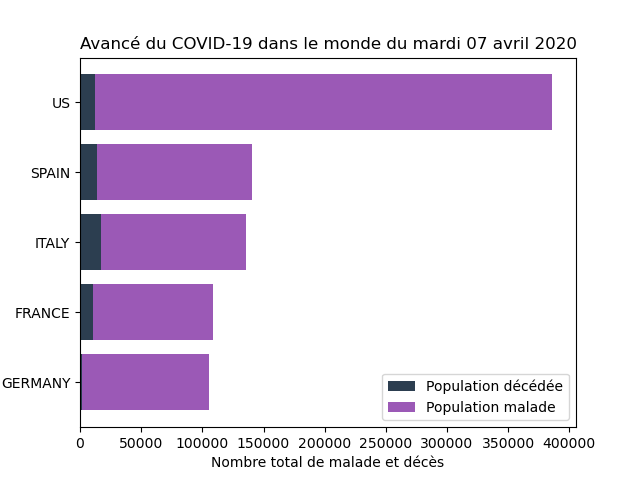 Avancé du COVID-19 dans le monde du mardi 07 avril 2020
US
SPAIN
ITALY
FRANCE
GERMANY
Population décédée
Population malade
0 50000 100000 150000 200000 250000 300000 350000 400000
Nombre total de malade et décès